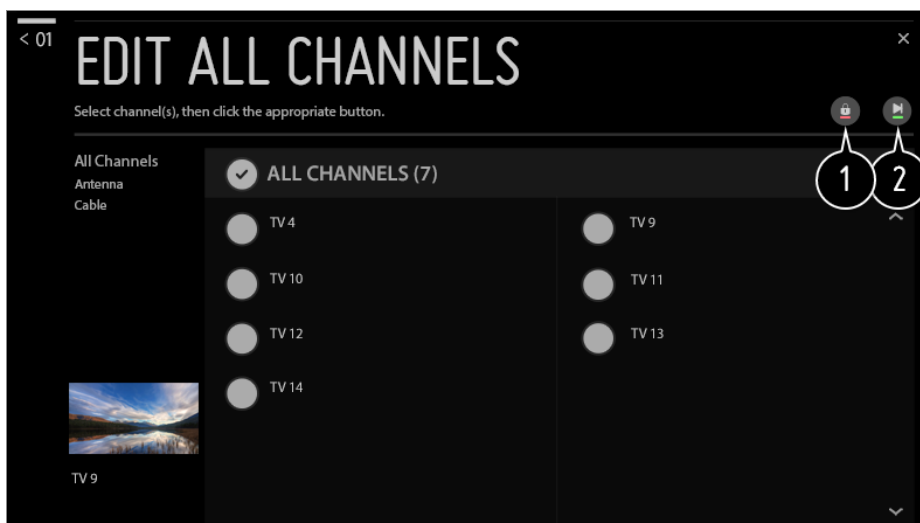 < 01
EDIT ALL CHANNELS
Select channel(s), then click the appropriate button.
1
2
All Channels
Antenna
Cable
ALL CHANNELS (7)
TV 4
TV 9
TV 10
TV 11
TV 12
TV 13
TV 14
TV 9